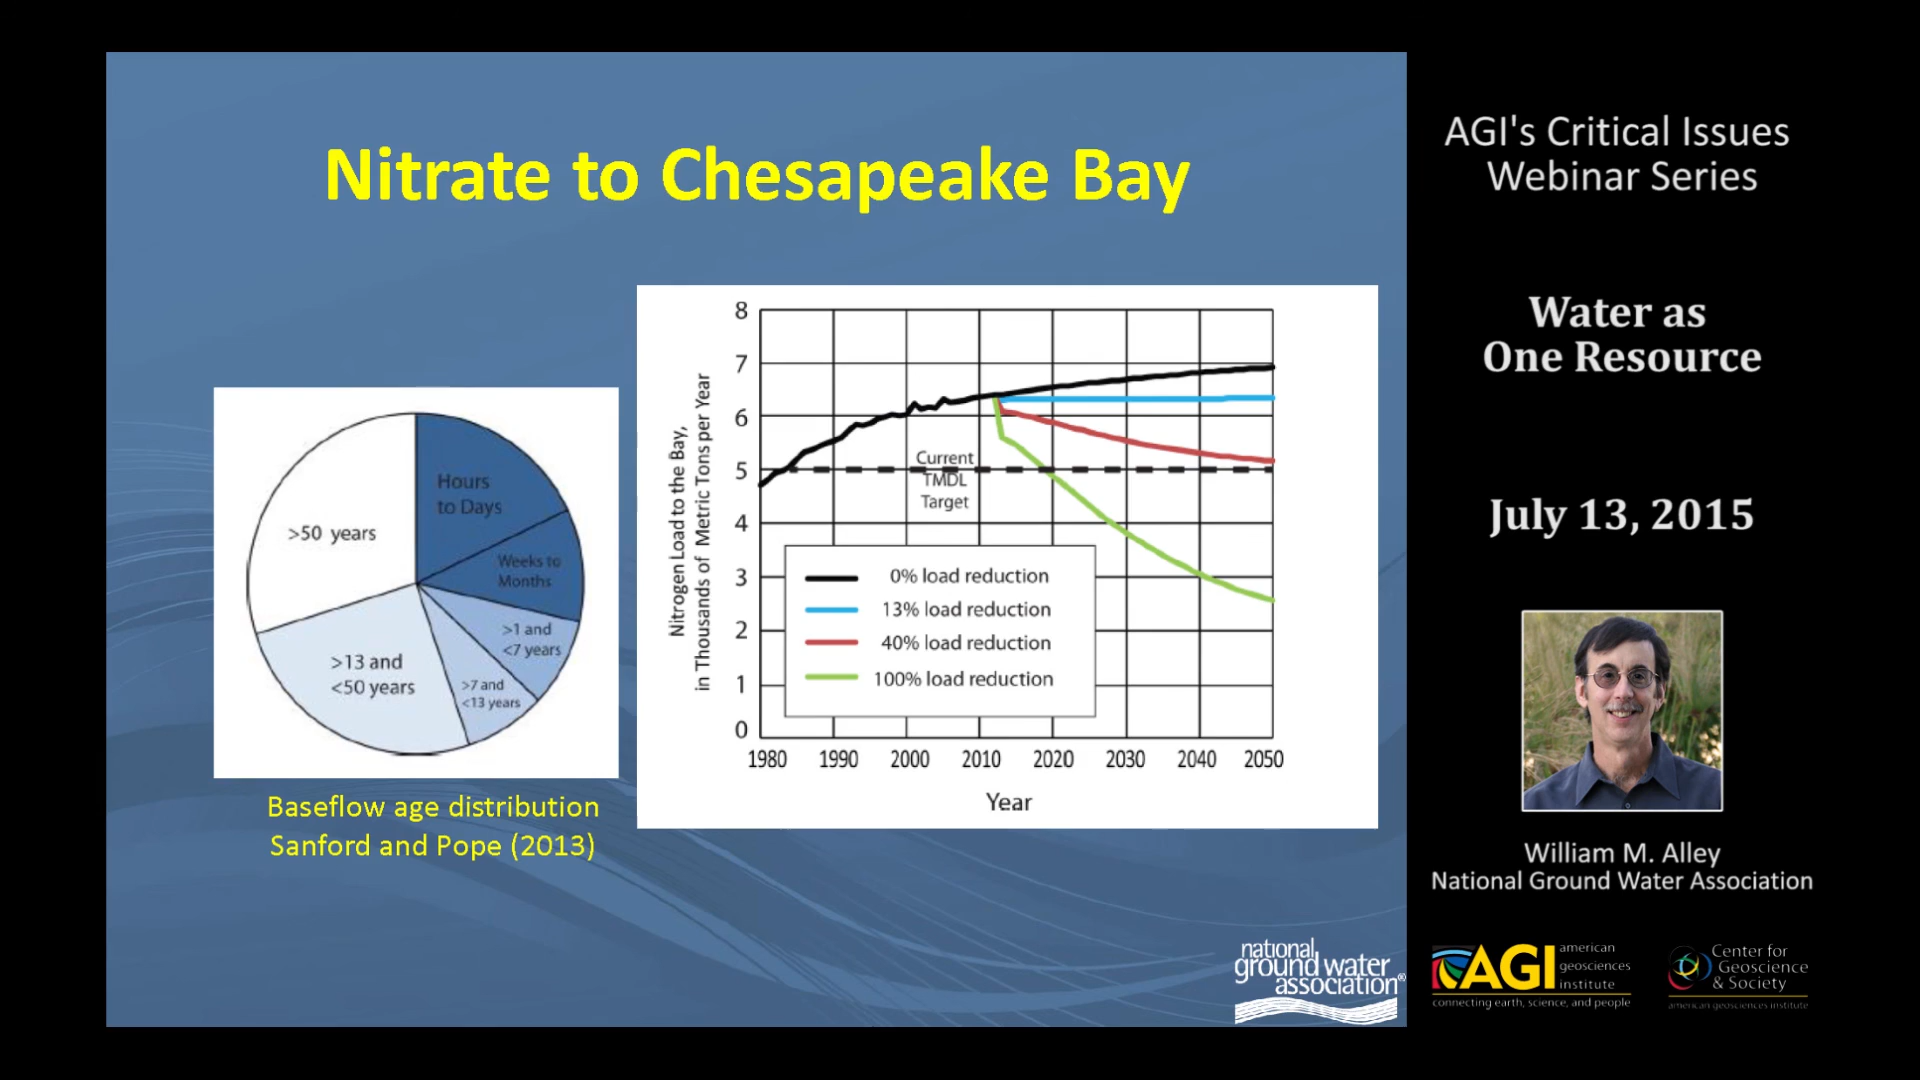 Nitrate to Chesapeake Bay
Hours
to Days
Weeks to
Months
>1 and
<7 years
>7 and
<13 years
>13 and
<50 years
>50 years
Baseflow age distribution
Sanford and Pope (2013)
Nitrogen Load to the Bay,
in Thousands of Metric Tons per Year
8
7
6
5
4
3
2
1
0
Current
TMDL
Target
0% load reduction
13% load reduction
40% load reduction
100% load reduction
1980 1990 2000 2010 2020 2030 2040 2050
Year
national
ground water
association®
AGI's Critical Issues
Webinar Series
Water as
One Resource
July 13, 2015
William M. Alley
National Ground Water Association
AGI
american
geosciences
institute
connecting earth, science, and people
Center for
Geoscience
& Society
american geosciences institute